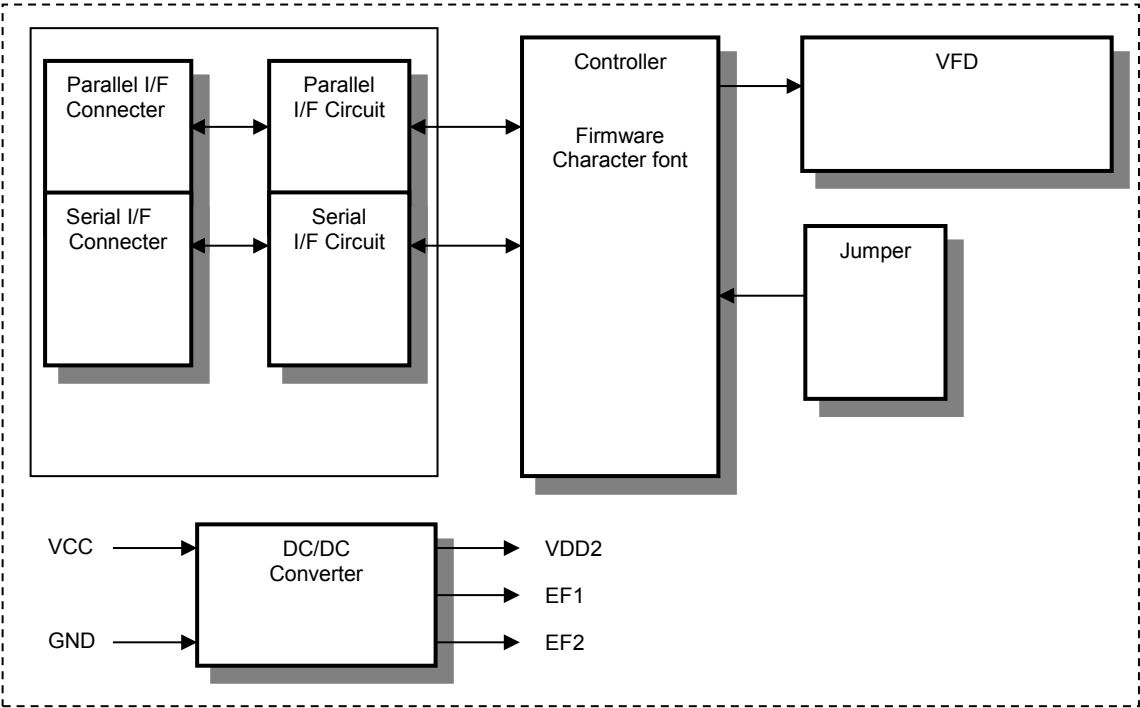 Parallel I/F
Connecter
Parallel
I/F Circuit
Controller
Firmware
Character font
VFD
Serial I/F
Connecter
Serial
I/F Circuit
Jumper
VCC
GND
DC/DC
Converter
VDD2
EF1
EF2